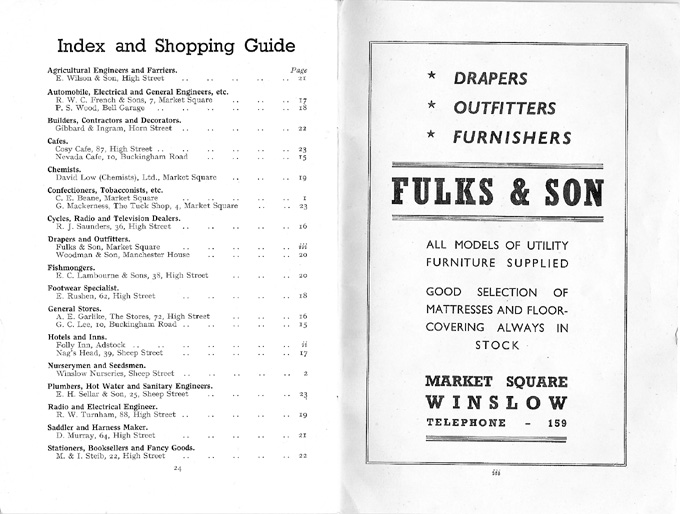 Index and Shopping Guide
Agricultural Engineers and Farriers. Page
E. Wilson & Son, High Street .. .. .. .. .. 21
Automobile, Electrical and General Engineers, etc.
R. W. C. French & Sons, 7, Market Square .. .. .. 17
P. S. Wood, Bell Garage .. .. .. .. .. .. 18
Builders, Contractors and Decorators.
Gibbard & Ingram, Horn Street .. .. .. .. .. 22
Cafes.
Cosy Cafe, 87, High Street .. .. .. .. .. .. 23
Nevada Cafe, 10, Buckingham Road .. .. .. .. 15
Chemists.
David Low (Chemists), Ltd., Market Square .. .. .. 19
Confectioners, Tobacconists, etc.
C. E. Beane, Market Square .. .. .. .. .. 1
G. Mackerness, The Tuck Shop, 4, Market Square .. .. 23
Cycles, Radio and Television Dealers.
R. J. Saunders, 36, High Street .. .. .. .. .. 16
Drapers and Outfitters.
Fulks & Son, Market Square .. .. .. .. .. iii
Woodman & Son, Manchester House .. .. .. .. 20
Fishmongers.
E. C. Lambourne & Sons, 38, High Street .. .. .. 20
Footwear Specialist.
E. Rushen, 62, High Street .. .. .. .. .. 18
General Stores.
A. E. Garlike, The Stores, 72, High Street .. .. .. 16
G. C. Lee, 10, Buckingham Road .. .. .. .. .. 15
Hotels and Inns.
Folly Inn, Adstock .. .. .. .. .. .. .. ii
Nag's Head, 39, Sheep Street .. .. .. .. .. 17
Nurserymen and Seedsmen.
Winslow Nurseries, Sheep Street .. .. .. .. .. 2
Plumbers, Hot Water and Sanitary Engineers.
E. H. Sellar & Son, 25, Sheep Street .. .. .. .. 23
Radio and Electrical Engineer.
R. W. Turnham, 88, High Street .. .. .. .. .. 19
Saddler and Harness Maker.
D. Murray, 64, High Street .. .. .. .. .. 21
Stationers, Booksellers and Fancy Goods.
M. & I. Steib, 22, High Street .. .. .. .. .. 22
24
* DRAPERS
* OUTFITTERS
* FURNISHERS
FULKS & SON
ALL MODELS OF UTILITY
FURNITURE SUPPLIED
GOOD SELECTION OF
MATTRESSES AND FLOOR-
COVERING ALWAYS IN
STOCK
MARKET SQUARE
WINSLOW
TELEPHONE - 159
iii